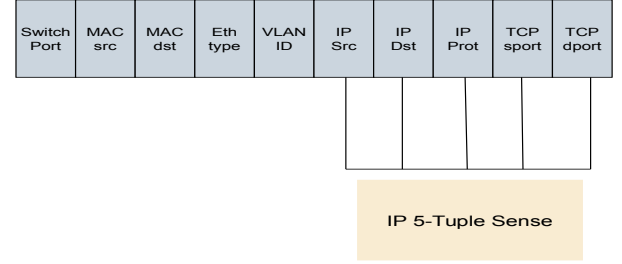 Switch Port
MAC src
MAC dst
Eth type
VLAN ID
IP Src
IP Dst
IP Prot
TCP sport
TCP dport
IP 5-Tuple Sense